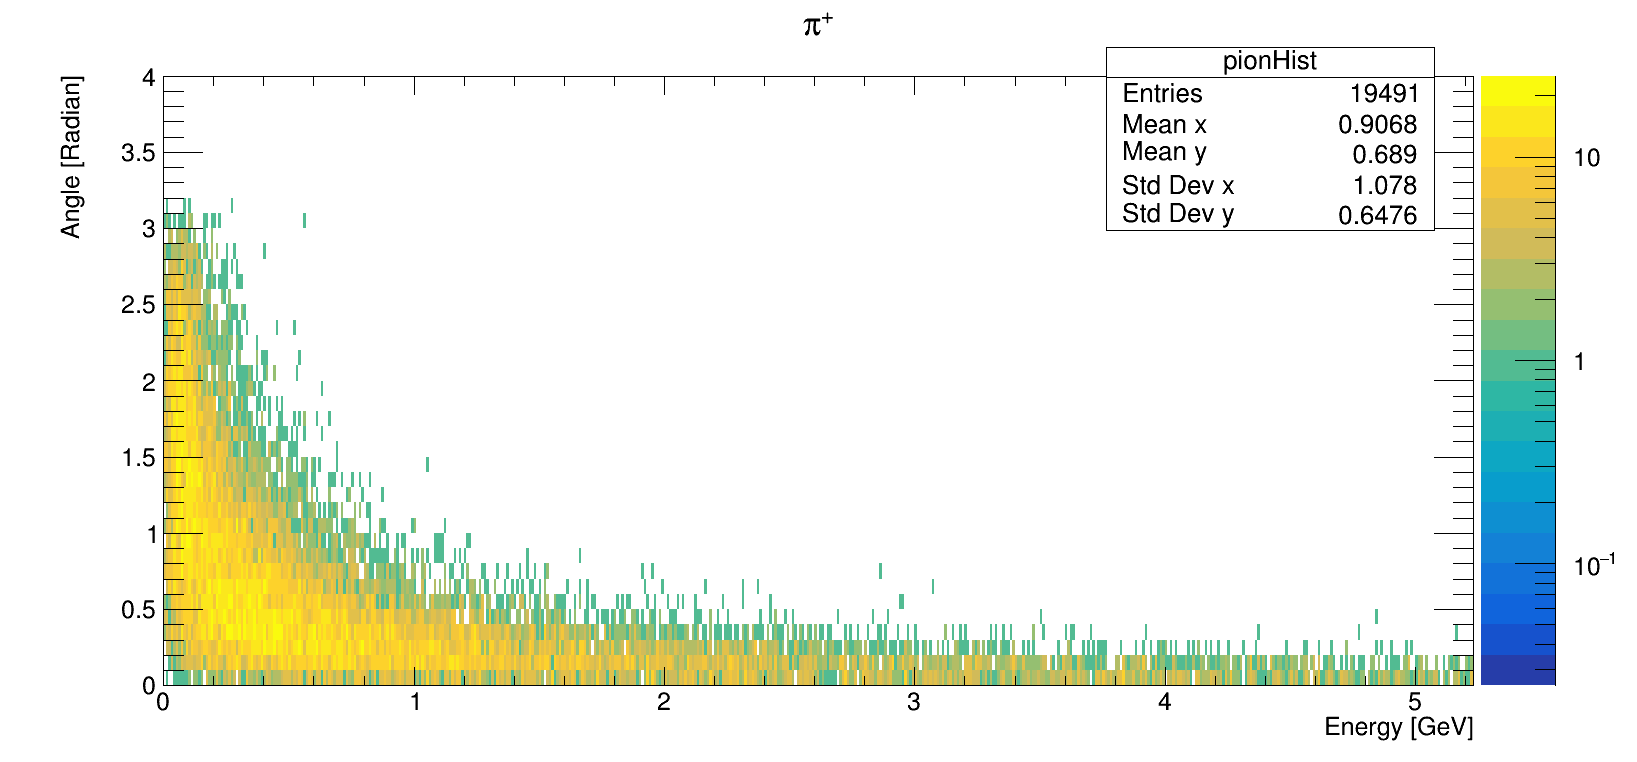 π⁺
pionHist
Entries 19491
Mean x 0.9068
Mean y 0.689
Std Dev x 1.078
Std Dev y 0.6476
Angle [Radian]
4
3.5
3
2.5
2
1.5
1
0.5
0
0 1 2 3 4 5
Energy [GeV]
10
1
10⁻¹